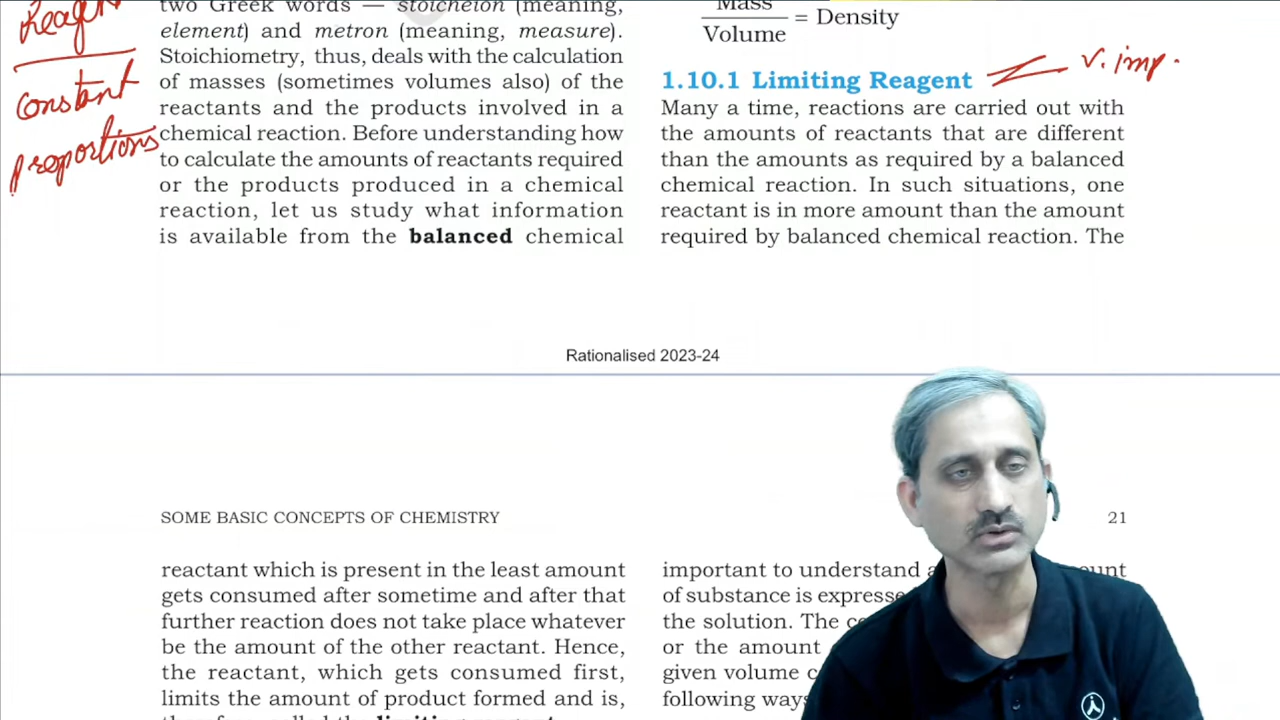 Reagent
Constant
proportions
two Greek words — stoicheion (meaning,
element) and metron (meaning, measure).
Stoichiometry, thus, deals with the calculation
of masses (sometimes volumes also) of the
reactants and the products involved in a
chemical reaction. Before understanding how
to calculate the amounts of reactants required
or the products produced in a chemical
reaction, let us study what information
is available from the balanced chemical
Mass
Volume
= Density
1.10.1 Limiting Reagent
v. imp.
Many a time, reactions are carried out with
the amounts of reactants that are different
than the amounts as required by a balanced
chemical reaction. In such situations, one
reactant is in more amount than the amount
required by balanced chemical reaction. The
Rationalised 2023-24
SOME BASIC CONCEPTS OF CHEMISTRY
21
reactant which is present in the least amount
gets consumed after sometime and after that
further reaction does not take place whatever
be the amount of the other reactant. Hence,
the reactant, which gets consumed first,
limits the amount of product formed and is,
therefore, called the limiting reagent.
important to understand
of substance is
the solution. The
or the amount
given volume
following ways